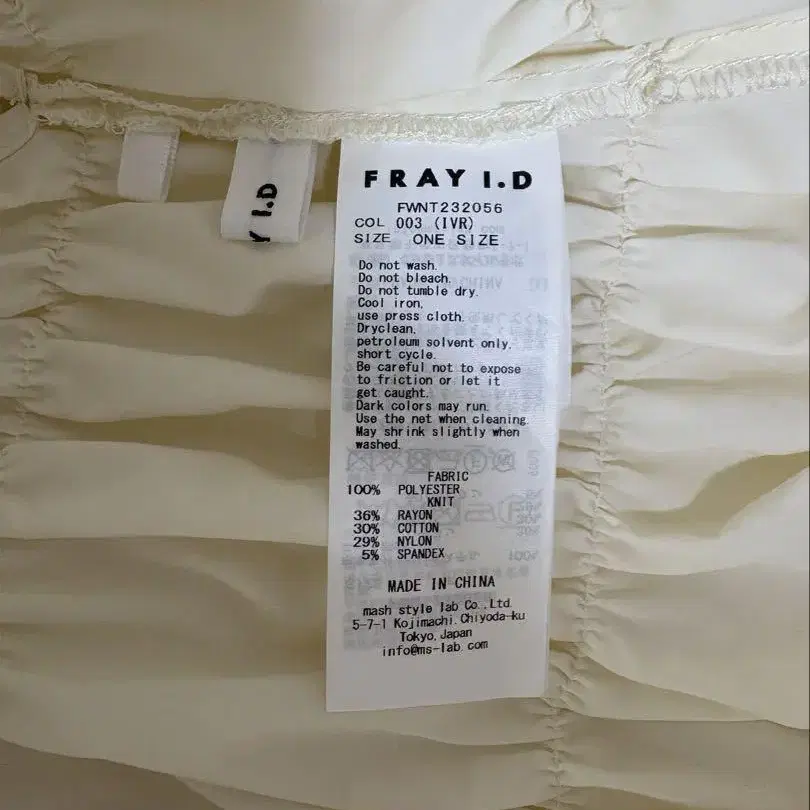 FRAY I.D
FWNT232056
COL 003 (IVR)
SIZE ONE SIZE
Do not wash.
Do not bleach.
Do not tumble dry.
Cool iron,
use press cloth.
Dryclean,
petroleum solvent only,
short cycle.
Be careful not to expose
to friction or let it
get caught.
Dark colors may run.
Use the net when cleaning.
May shrink slightly when
washed.
FABRIC
100% POLYESTER
KNIT
36% RAYON
30% COTTON
29% NYLON
5% SPANDEX
MADE IN CHINA
mash style lab Co.,Ltd.
5-7-1 Kojimachi,Chiyoda-ku
Tokyo,Japan
info@ms-lab.com
Y I.D